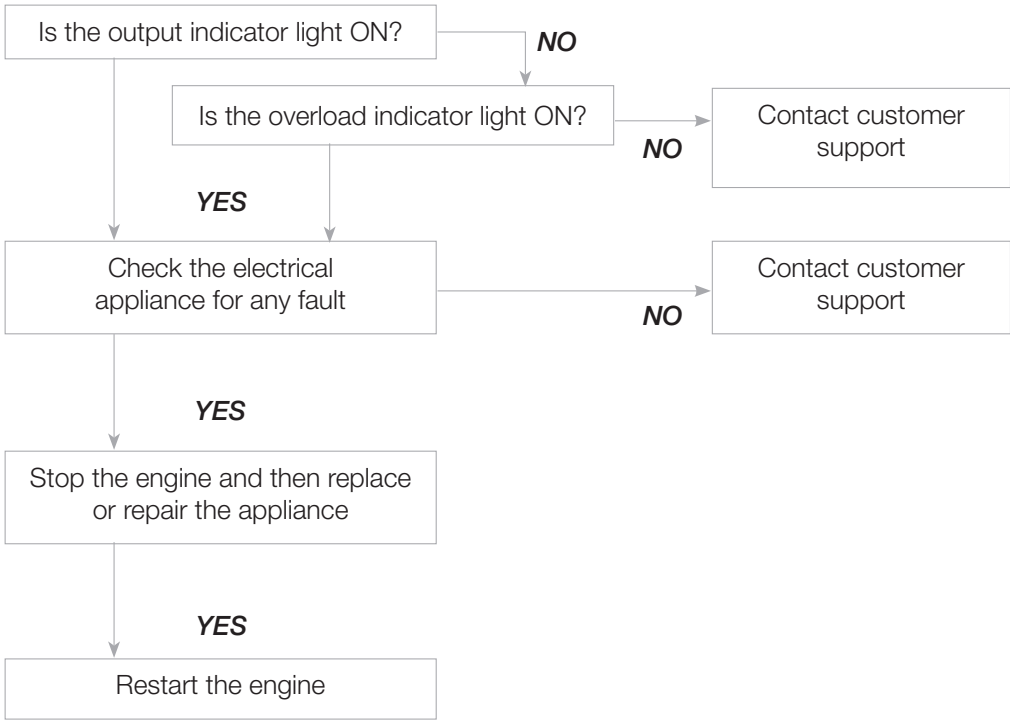 Is the output indicator light ON?
NO
Is the overload indicator light ON?
NO
Contact customer
support
YES
Check the electrical
appliance for any fault
NO
Contact customer
support
YES
Stop the engine and then replace
or repair the appliance
YES
Restart the engine